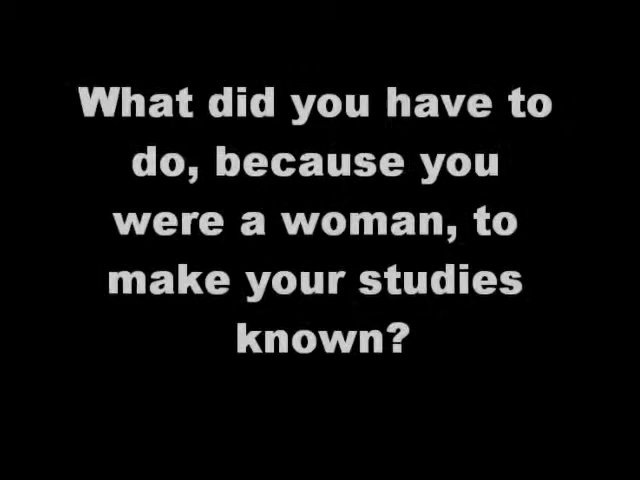 What did you have to
do, because you
were a woman, to
make your studies
known?